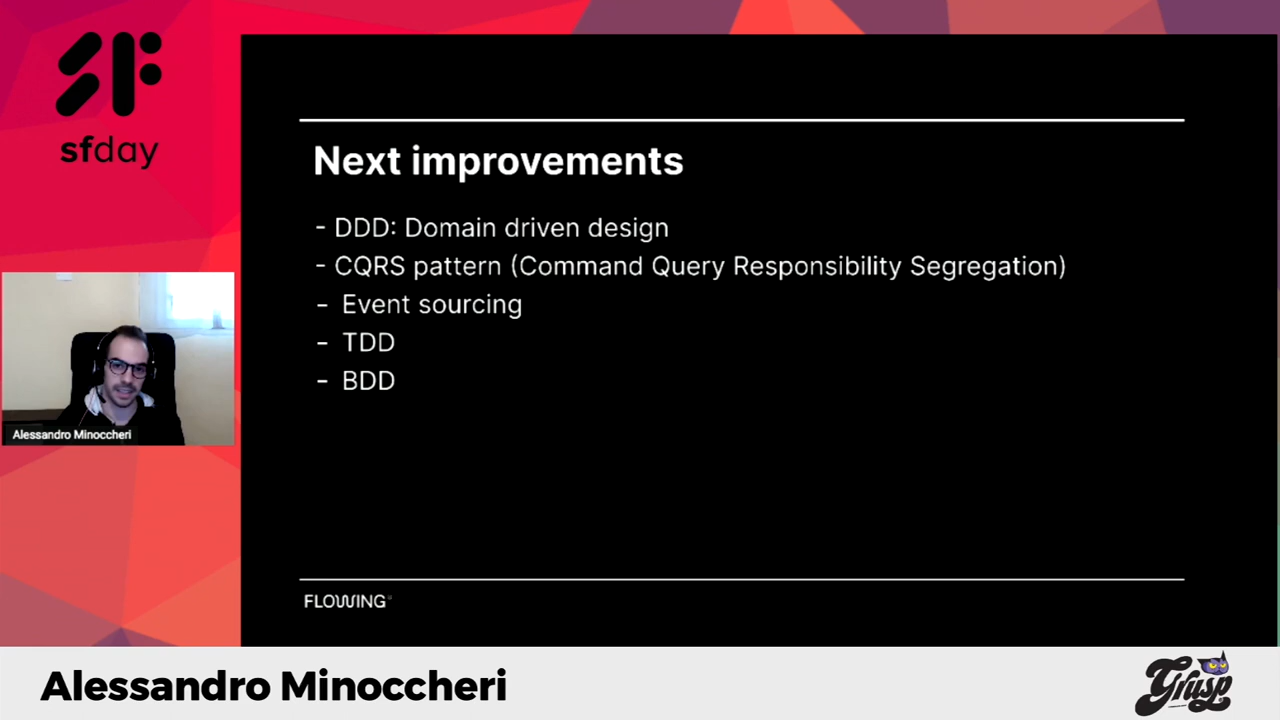 SF
sfday
Next improvements
- DDD: Domain driven design
- CQRS pattern (Command Query Responsibility Segregation)
- Event sourcing
- TDD
- BDD
Alessandro Minoccheri
FLOWING
Alessandro Minoccheri
Grusp